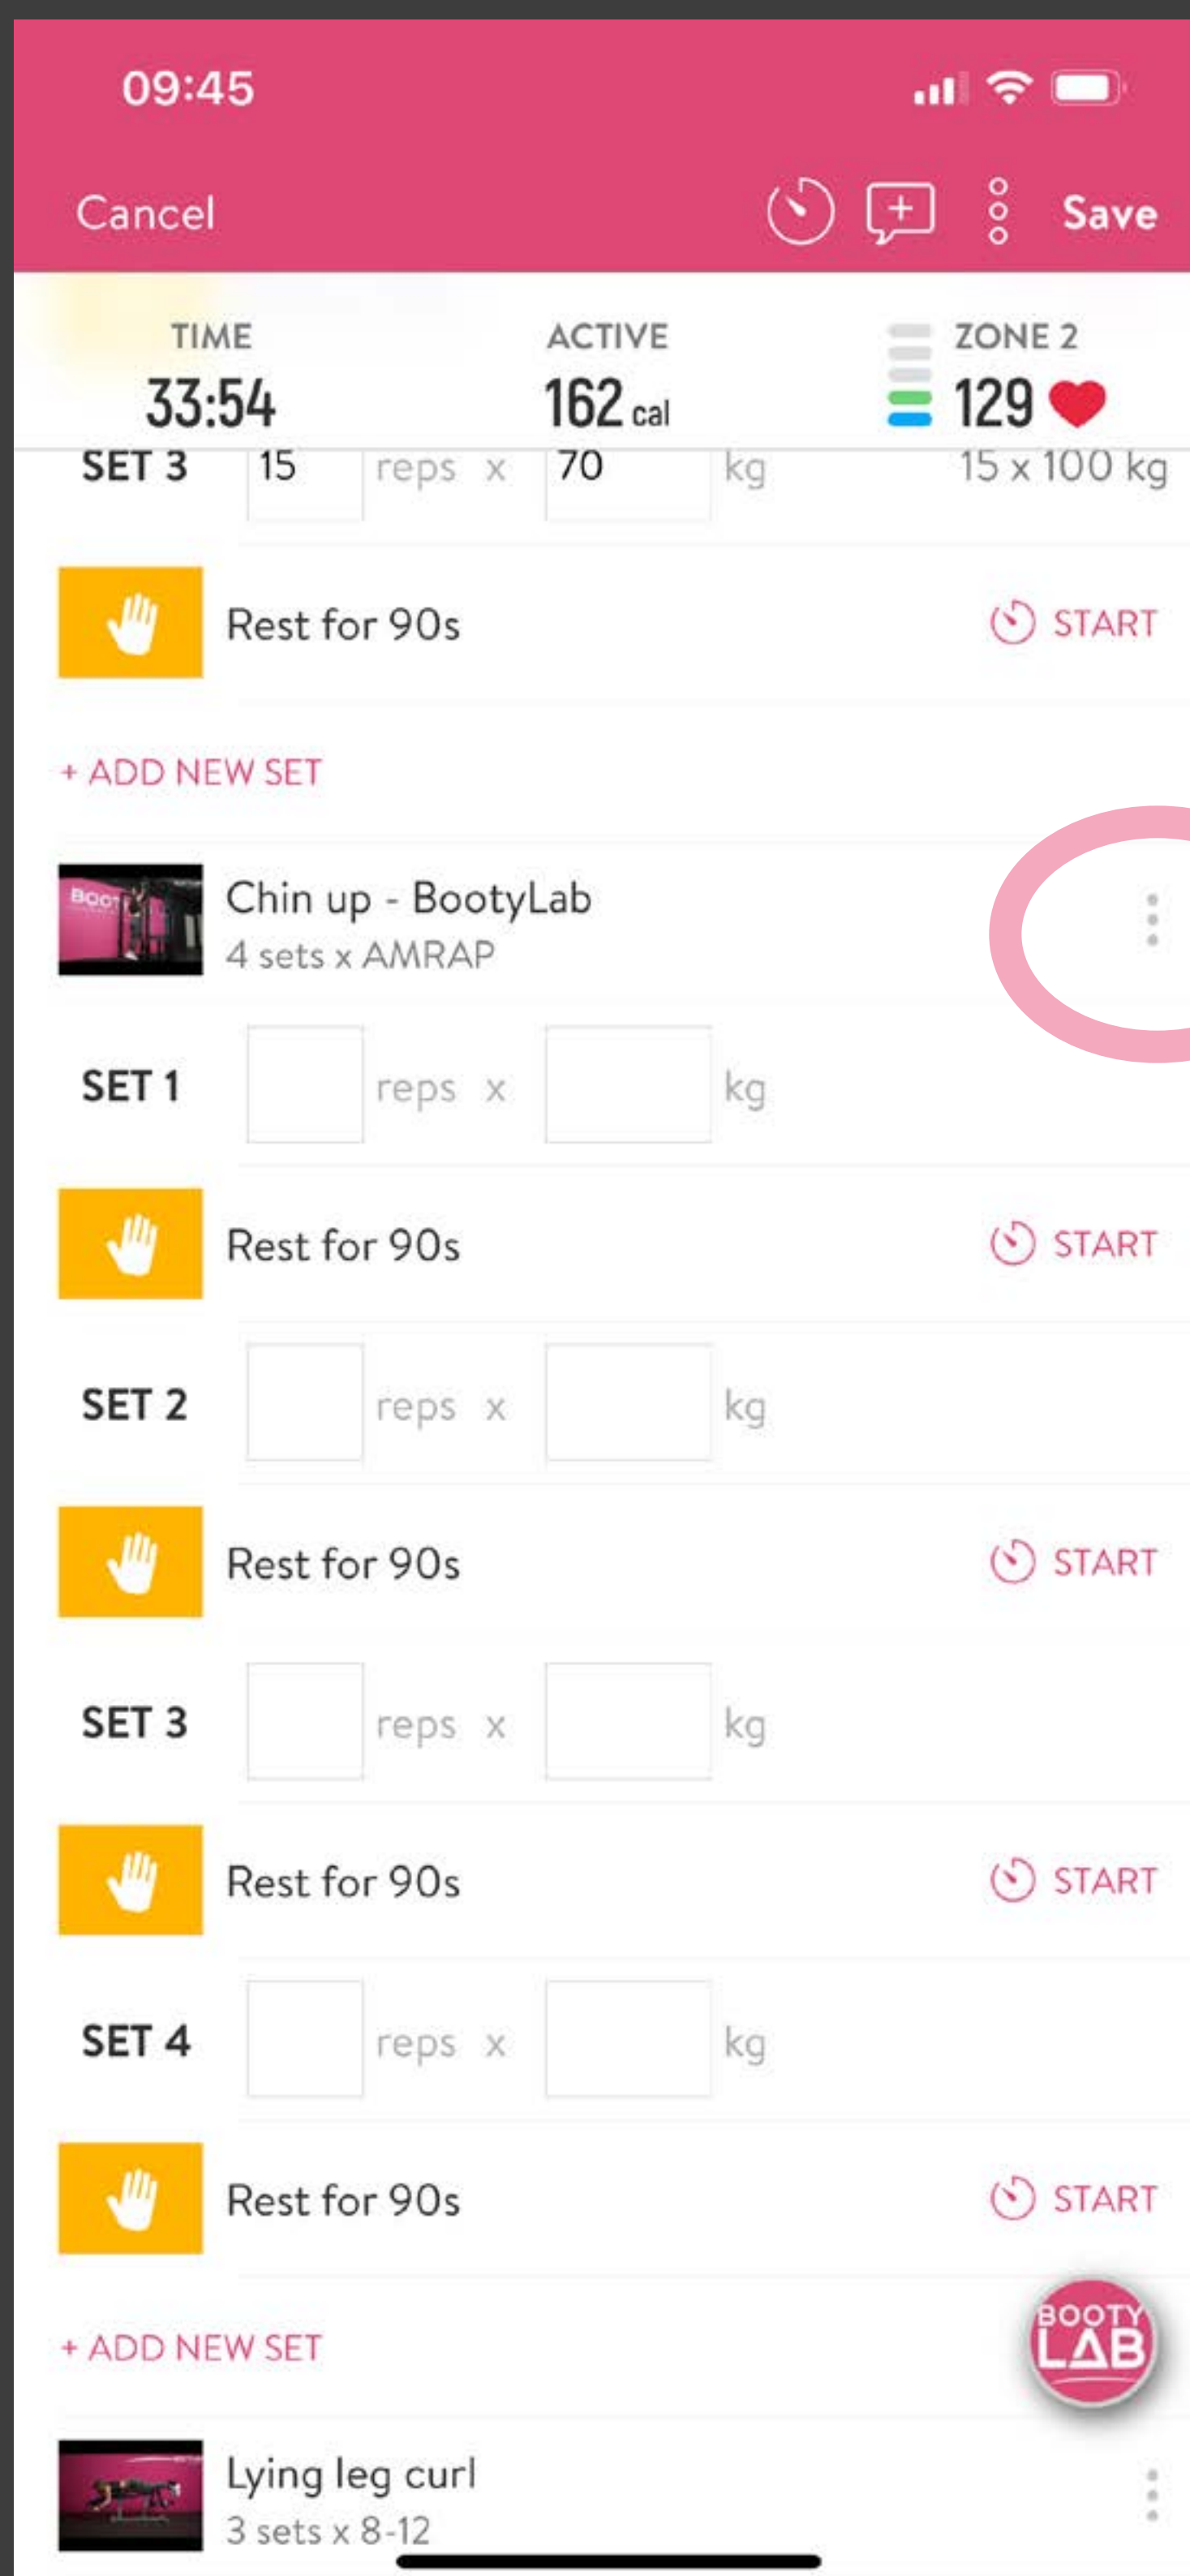 09:45
Cancel Save
TIME ACTIVE ZONE 2
33:54 162 cal 129
SET 3 15 reps x 70 kg 15 x 100 kg
Rest for 90s START
+ ADD NEW SET
BOO
Chin up - BootyLab
4 sets x AMRAP
SET 1 reps x kg
Rest for 90s START
SET 2 reps x kg
Rest for 90s START
SET 3 reps x kg
Rest for 90s START
SET 4 reps x kg
Rest for 90s START
BOOTY
LAB
+ ADD NEW SET
Lying leg curl
3 sets x 8-12